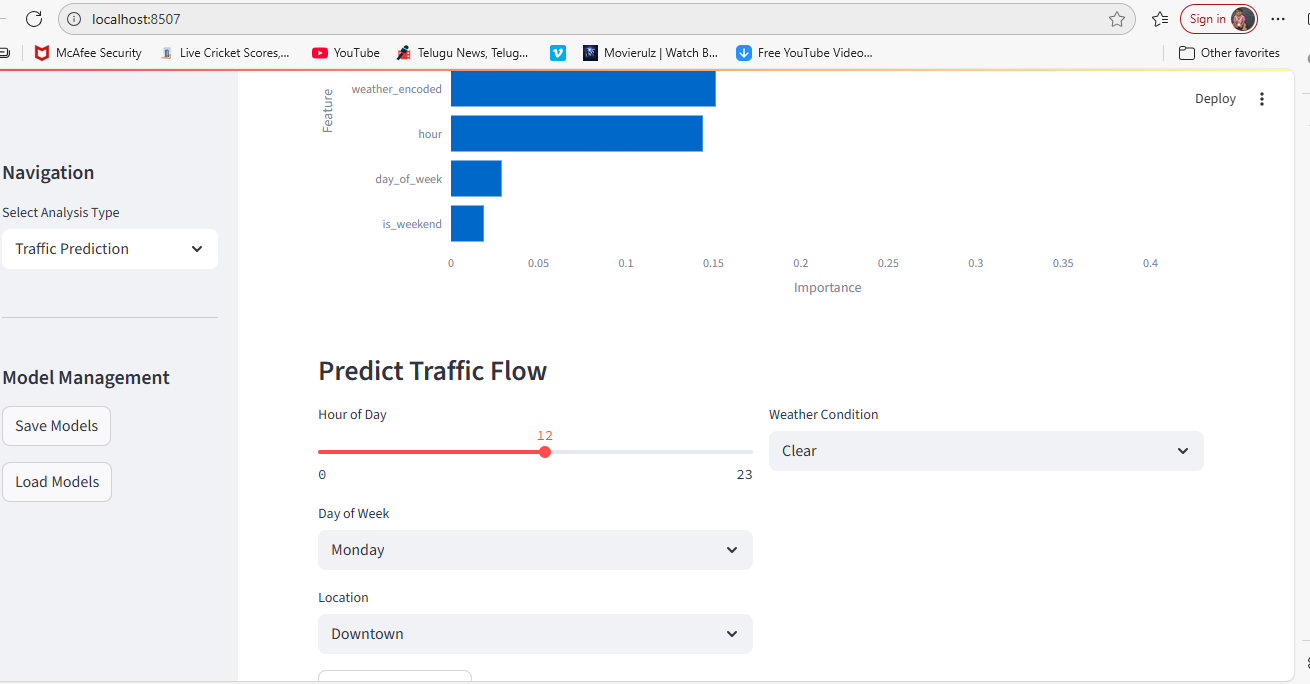 localhost:8507
Sign in
McAfee Security
Live Cricket Scores,...
YouTube
Telugu News, Telug...
Movierulz | Watch B...
Free YouTube Video...
Other favorites
Deploy
Navigation
Select Analysis Type
Traffic Prediction
Model Management
Save Models
Load Models
Feature
weather_encoded
hour
day_of_week
is_weekend
0 0.05 0.1 0.15 0.2 0.25 0.3 0.35 0.4
Importance
Predict Traffic Flow
Hour of Day
12
0 23
Day of Week
Monday
Location
Downtown
Weather Condition
Clear